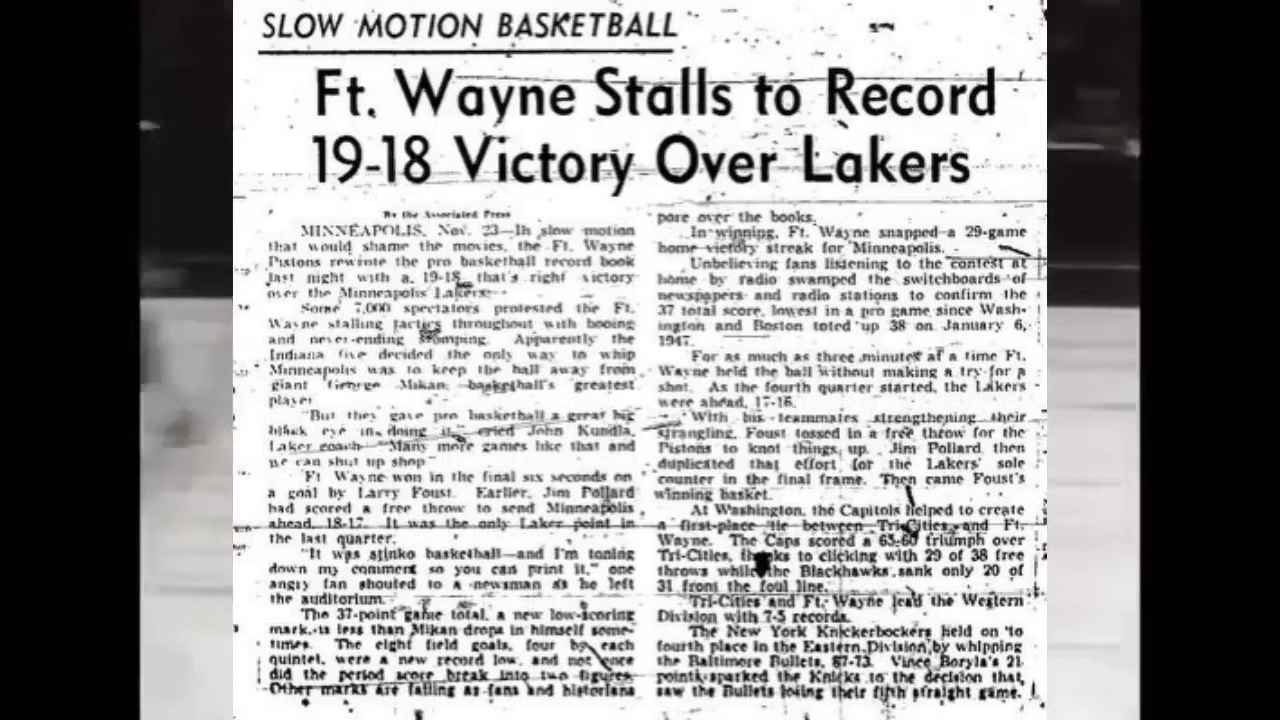 SLOW MOTION BASKETBALL
Ft. Wayne Stalls to Record
19-18 Victory Over Lakers
By the Associated Press
MINNEAPOLIS, Nov. 23—In slow motion
that would shame the movies, the Ft. Wayne
Pistons rewrote the pro basketball record book
last night with a 19-18, that's right victory
over the Minneapolis Lakers.
Some 7,000 spectators protested the Ft.
Wayne stalling tactics throughout with booing
and never-ending stomping. Apparently the
Indiana five decided the only way to whip
Minneapolis was to keep the ball away from
giant George Mikan, basketball's greatest
player
"But they gave pro basketball a great big
black eye in doing it," cried John Kundla,
Laker coach "Many more games like that and
we can shut up shop"
Ft Wayne won in the final six seconds on
a goal by Larry Foust. Earlier, Jim Pollard
had scored a free throw to send Minneapolis
ahead, 18-17. It was the only Laker point in
the last quarter.
"It was stinko basketball—and I'm toning
down my comment so you can print it," one
angry fan shouted to a newsman as he left
the auditorium.
The 37-point game total, a new low-scoring
mark, is less than Mikan drops in himself some-
times. The eight field goals, four by each
quintet, were a new record low, and not once
did the period score break into two figures.
Other marks are falling as fans and historians
pore over the books.
In winning, Ft. Wayne snapped a 29-game
home victory streak for Minneapolis.
Unbelieving fans listening to the contest at
home by radio swamped the switchboards of
newspapers and radio stations to confirm the
37 total score, lowest in a pro game since Wash-
ington and Boston toted up 38 on January 6,
1947.
For as much as three minutes at a time Ft.
Wayne held the ball without making a try for a
shot. As the fourth quarter started, the Lakers
were ahead, 17-16.
With his teammates strengthening their
strangling, Foust tossed in a free throw for the
Pistons to knot things up. Jim Pollard then
duplicated that effort for the Lakers' sole
counter in the final frame. Then came Foust's
winning basket.
At Washington, the Capitols helped to create
a first-place tie between Tri-Cities and Ft.
Wayne. The Caps scored a 65-60 triumph over
Tri-Cities, thanks to clicking with 29 of 38 free
throws while the Blackhawks sank only 20 of
31 from the foul line.
Tri-Cities and Ft. Wayne lead the Western
Division with 7-5 records.
The New York Knickerbockers held on to
fourth place in the Eastern Division by whipping
the Baltimore Bullets, 87-73. Vince Boryla's 21
points sparked the Knicks to the decision that
saw the Bullets losing their fifth straight game.